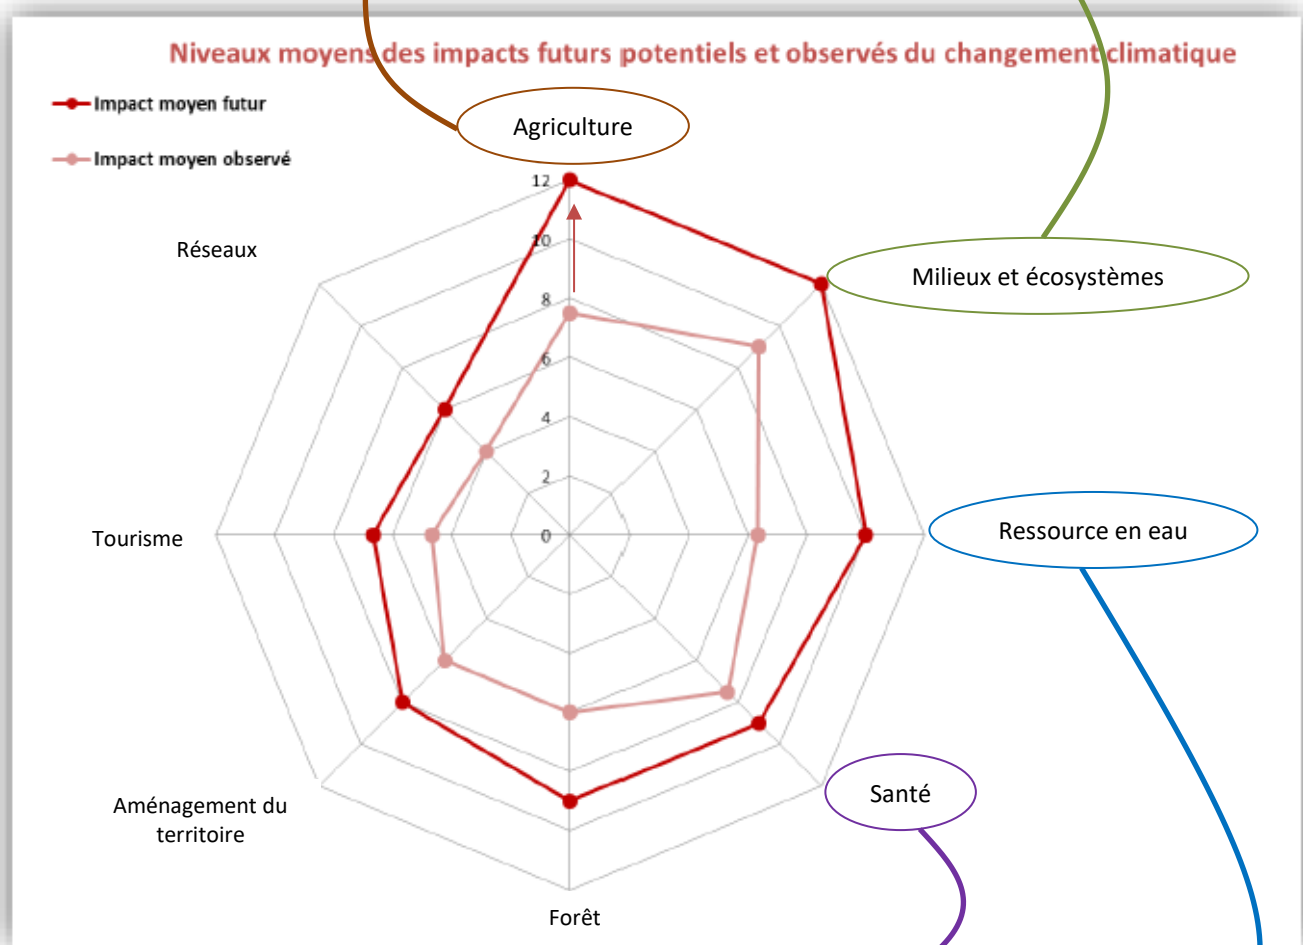 Niveaux moyens des impacts futurs potentiels et observés du changement climatique
Impact moyen futur
Impact moyen observé
Agriculture
Réseaux
Milieux et écosystèmes
12
10
8
6
4
2
0
Tourisme
Ressource en eau
Aménagement du
territoire
Santé
Forêt